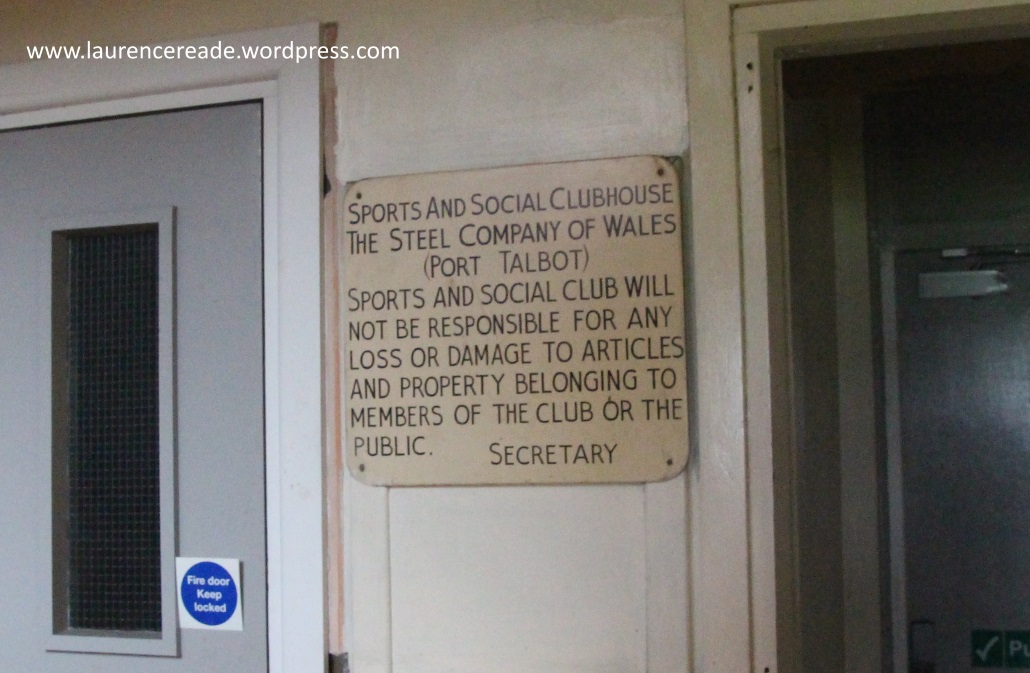 www.laurencereade.wordpress.com
SPORTS AND SOCIAL CLUBHOUSE
THE STEEL COMPANY OF WALES
(PORT TALBOT)
SPORTS AND SOCIAL CLUB WILL
NOT BE RESPONSIBLE FOR ANY
LOSS OR DAMAGE TO ARTICLES
AND PROPERTY BELONGING TO
MEMBERS OF THE CLUB OR THE
PUBLIC. SECRETARY
Fire door
Keep
locked